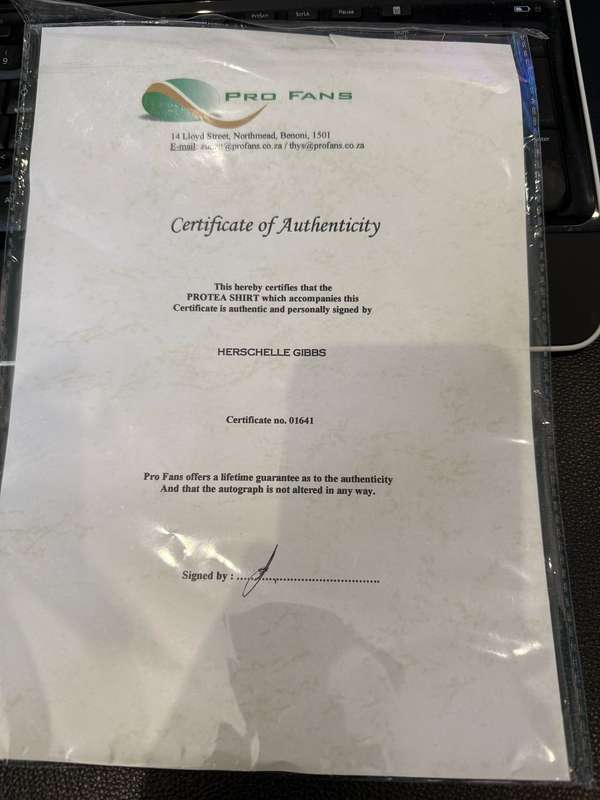 PRO FANS
14 Lloyd Street, Northmead, Benoni, 1501
E-mail: @profans.co.za / thys@profans.co.za
Certificate of Authenticity
This hereby certifies that the
PROTEA SHIRT which accompanies this
Certificate is authentic and personally signed by
HERSCHELLE GIBBS
Certificate no. 01641
Pro Fans offers a lifetime guarantee as to the authenticity
And that the autograph is not altered in any way.
Signed by : ........................................